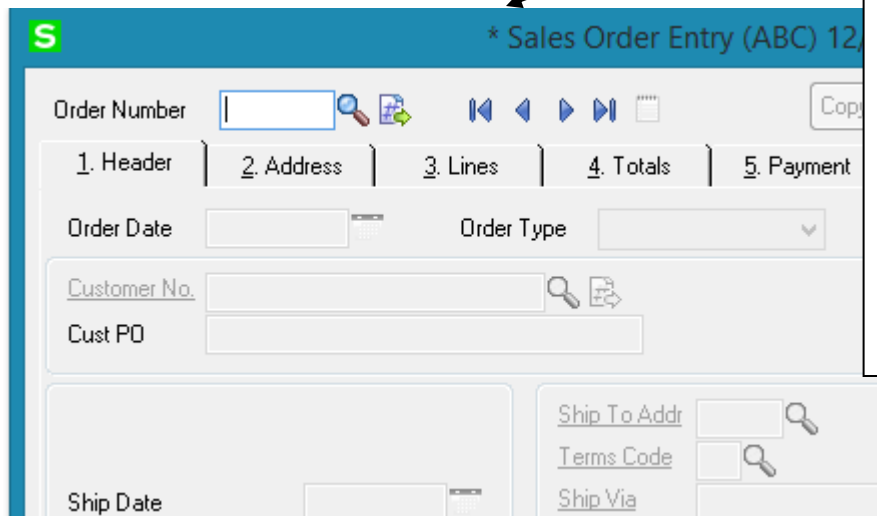 S * Sales Order Entry (ABC) 12/
Order Number Copy
1. Header 2. Address 3. Lines 4. Totals 5. Payment
Order Date Order Type
Customer No.
Cust PO
Ship To Addr
Terms Code
Ship Date Ship Via